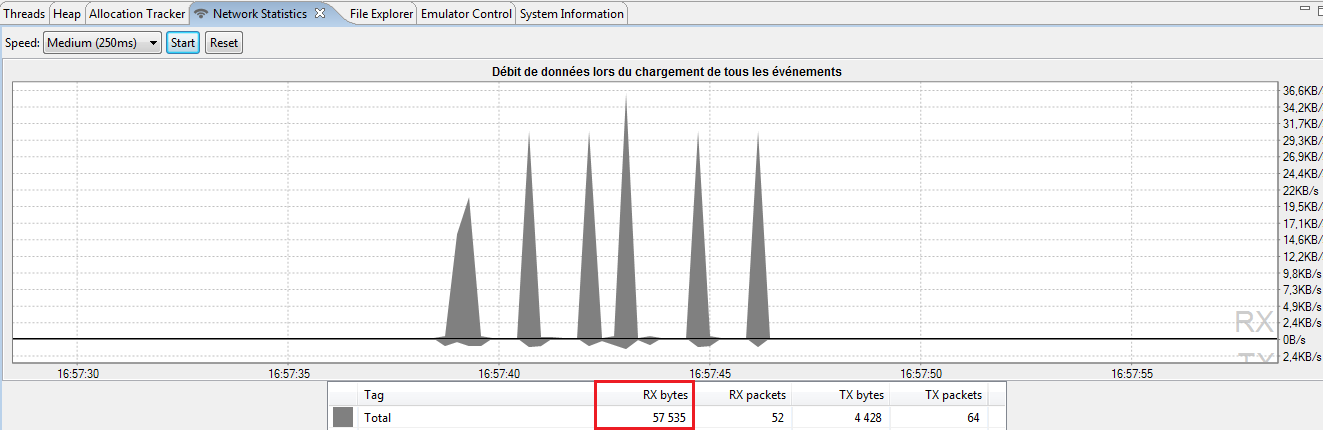 Threads Heap Allocation Tracker Network Statistics File Explorer Emulator Control System Information
Speed: Medium (250ms) Start Reset
Débit de données lors du chargement de tous les événements
36,6KB/
34,2KB/
31,7KB/
29,3KB/
26,9KB/
24,4KB/
22KB/s
19,5KB/
17,1KB/
14,6KB/
12,2KB/
9,8KB/s
7,3KB/s
4,9KB/s
RX
2,4KB/s
0B/s
TX
2,4KB/s
16:57:30 16:57:35 16:57:40 16:57:45 16:57:50 16:57:55
Tag RX bytes RX packets TX bytes TX packets
Total 57 535 52 4 428 64